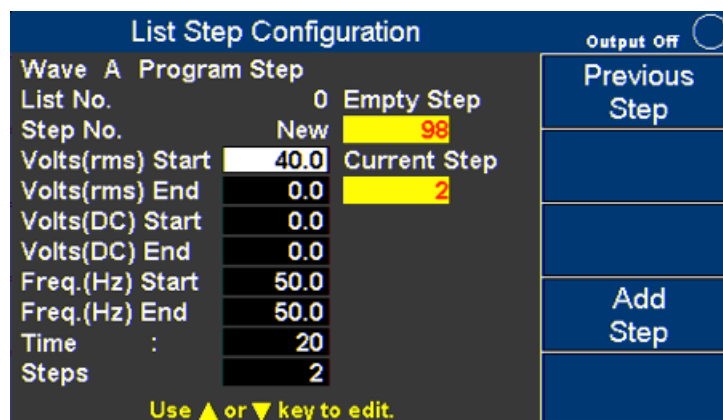 List Step Configuration
Output Off
Wave A Program Step
List No. 0 Empty Step
Step No. New 98
Volts(rms) Start 40.0 Current Step
Volts(rms) End 0.0 2
Volts(DC) Start 0.0
Volts(DC) End 0.0
Freq.(Hz) Start 50.0
Freq.(Hz) End 50.0
Time : 20
Steps 2
Use ▲ or ▼ key to edit.
Previous
Step
Add
Step